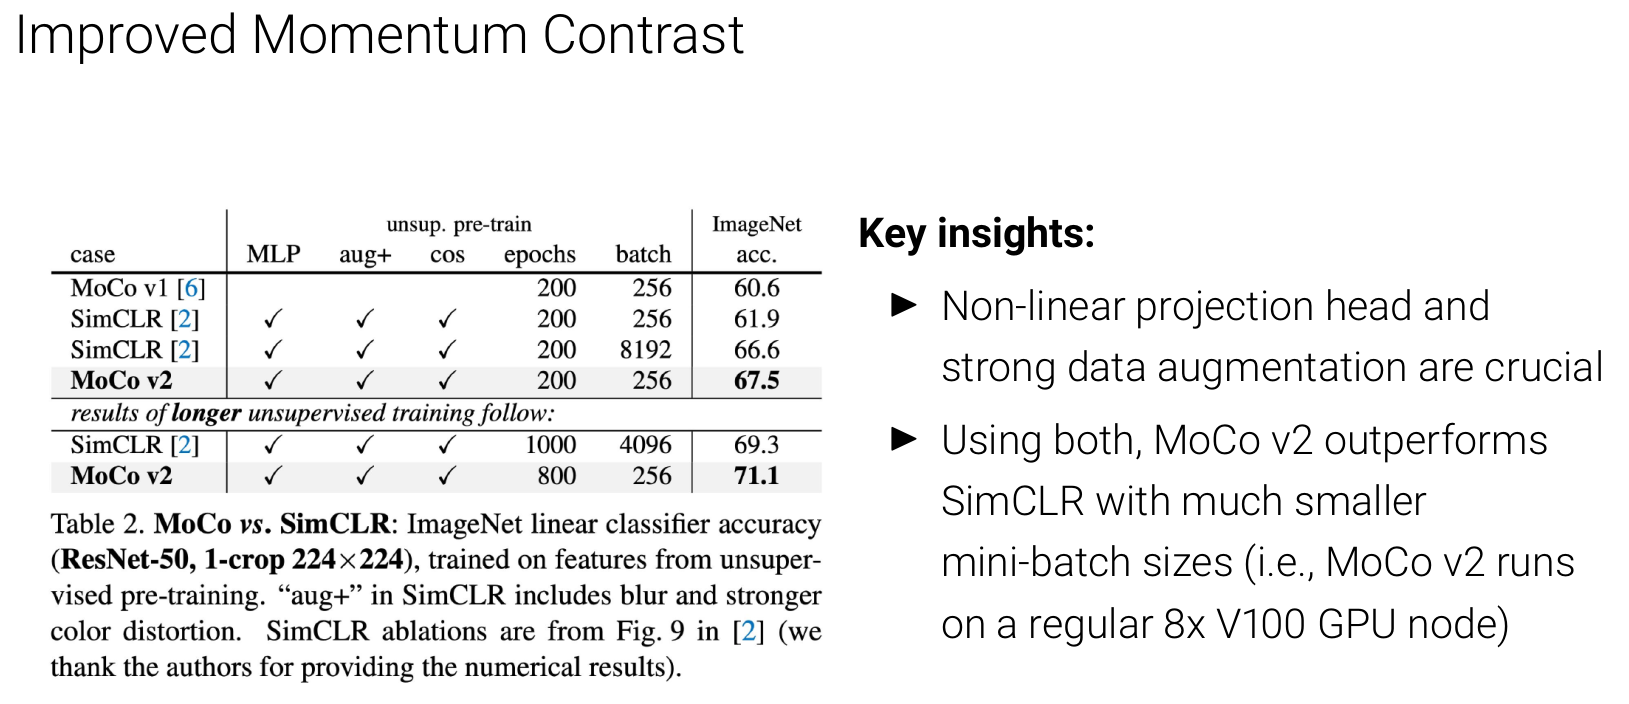 Improved Momentum Contrast
unsup. pre-train ImageNet
case MLP aug+ cos epochs batch acc.
MoCo v1 [6] 200 256 60.6
SimCLR [2] ✓ ✓ ✓ 200 256 61.9
SimCLR [2] ✓ ✓ ✓ 200 8192 66.6
MoCo v2 ✓ ✓ ✓ 200 256 67.5
results of longer unsupervised training follow:
SimCLR [2] ✓ ✓ ✓ 1000 4096 69.3
MoCo v2 ✓ ✓ ✓ 800 256 71.1
Table 2. MoCo vs. SimCLR: ImageNet linear classifier accuracy
(ResNet-50, 1-crop 224×224), trained on features from unsuper-
vised pre-training. “aug+” in SimCLR includes blur and stronger
color distortion. SimCLR ablations are from Fig. 9 in [2] (we
thank the authors for providing the numerical results).
Key insights:
► Non-linear projection head and
strong data augmentation are crucial
► Using both, MoCo v2 outperforms
SimCLR with much smaller
mini-batch sizes (i.e., MoCo v2 runs
on a regular 8x V100 GPU node)